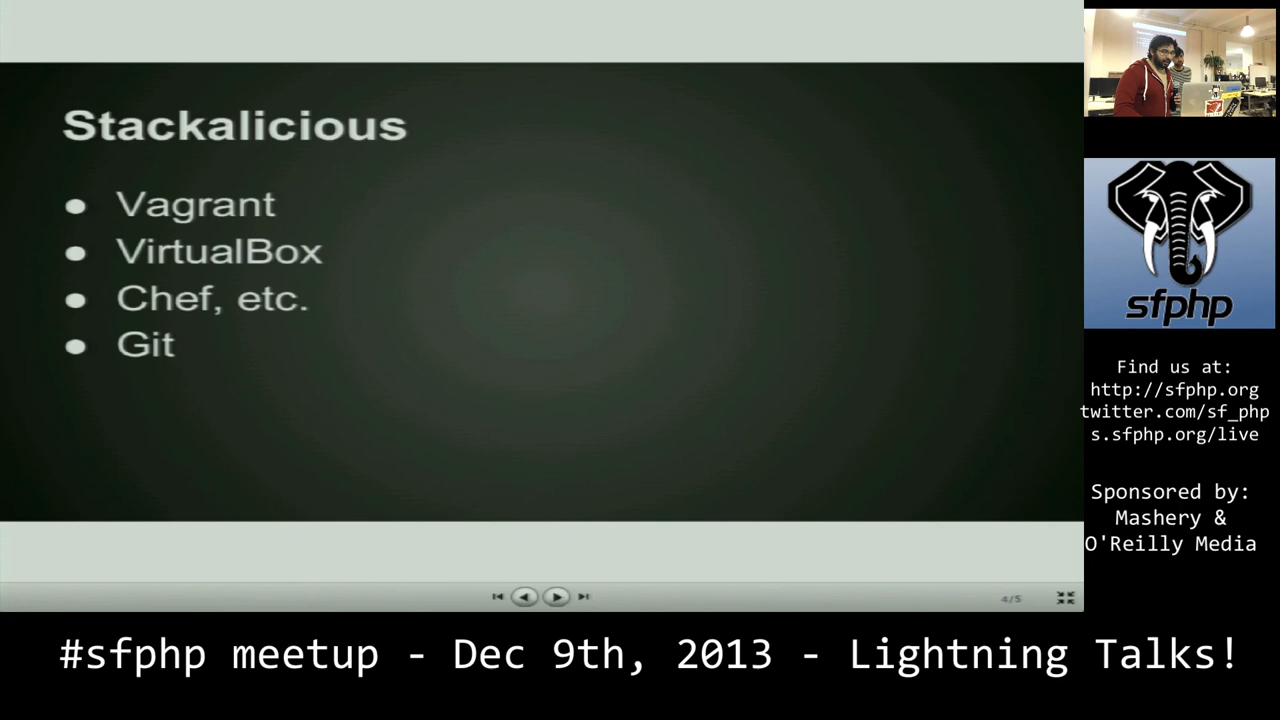 Stackalicious
● Vagrant
● VirtualBox
● Chef, etc.
● Git
4/5
sfphp
Find us at:
http://sfphp.org
twitter.com/sf_php
s.sfphp.org/live
Sponsored by:
Mashery &
O'Reilly Media
#sfphp meetup - Dec 9th, 2013 - Lightning Talks!